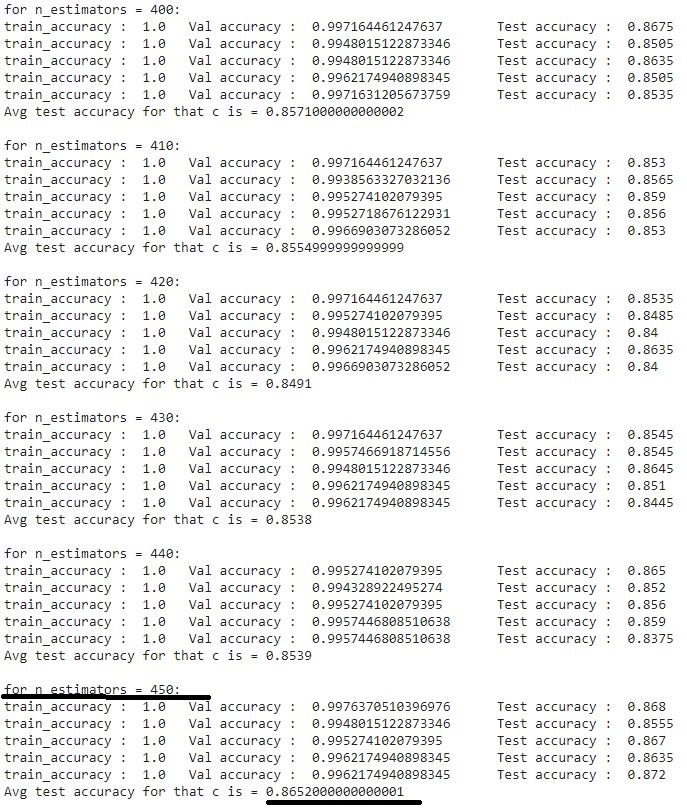 for n_estimators = 400:
train_accuracy :  1.0   Val accuracy :  0.997164461247637       Test accuracy :  0.8675
train_accuracy :  1.0   Val accuracy :  0.9948015122873346      Test accuracy :  0.8505
train_accuracy :  1.0   Val accuracy :  0.9948015122873346      Test accuracy :  0.8635
train_accuracy :  1.0   Val accuracy :  0.9962174940898345      Test accuracy :  0.8505
train_accuracy :  1.0   Val accuracy :  0.9971631205673759      Test accuracy :  0.8535
Avg test accuracy for that c is = 0.8571000000000002
for n_estimators = 410:
train_accuracy :  1.0   Val accuracy :  0.997164461247637       Test accuracy :  0.853
train_accuracy :  1.0   Val accuracy :  0.9938563327032136      Test accuracy :  0.8565
train_accuracy :  1.0   Val accuracy :  0.995274102079395       Test accuracy :  0.859
train_accuracy :  1.0   Val accuracy :  0.9952718676122931      Test accuracy :  0.856
train_accuracy :  1.0   Val accuracy :  0.9966903073286052      Test accuracy :  0.853
Avg test accuracy for that c is = 0.8554999999999999
for n_estimators = 420:
train_accuracy :  1.0   Val accuracy :  0.997164461247637       Test accuracy :  0.8535
train_accuracy :  1.0   Val accuracy :  0.995274102079395       Test accuracy :  0.8485
train_accuracy :  1.0   Val accuracy :  0.9948015122873346      Test accuracy :  0.84
train_accuracy :  1.0   Val accuracy :  0.9962174940898345      Test accuracy :  0.8635
train_accuracy :  1.0   Val accuracy :  0.9966903073286052      Test accuracy :  0.84
Avg test accuracy for that c is = 0.8491
for n_estimators = 430:
train_accuracy :  1.0   Val accuracy :  0.997164461247637       Test accuracy :  0.8545
train_accuracy :  1.0   Val accuracy :  0.9957466918714556      Test accuracy :  0.8545
train_accuracy :  1.0   Val accuracy :  0.9948015122873346      Test accuracy :  0.8645
train_accuracy :  1.0   Val accuracy :  0.9962174940898345      Test accuracy :  0.851
train_accuracy :  1.0   Val accuracy :  0.9962174940898345      Test accuracy :  0.8445
Avg test accuracy for that c is = 0.8538
for n_estimators = 440:
train_accuracy :  1.0   Val accuracy :  0.995274102079395       Test accuracy :  0.865
train_accuracy :  1.0   Val accuracy :  0.994328922495274       Test accuracy :  0.852
train_accuracy :  1.0   Val accuracy :  0.995274102079395       Test accuracy :  0.856
train_accuracy :  1.0   Val accuracy :  0.9957446808510638      Test accuracy :  0.859
train_accuracy :  1.0   Val accuracy :  0.9957446808510638      Test accuracy :  0.8375
Avg test accuracy for that c is = 0.8539
for n_estimators = 450:
train_accuracy :  1.0   Val accuracy :  0.9976370510396976      Test accuracy :  0.868
train_accuracy :  1.0   Val accuracy :  0.9948015122873346      Test accuracy :  0.8555
train_accuracy :  1.0   Val accuracy :  0.995274102079395       Test accuracy :  0.867
train_accuracy :  1.0   Val accuracy :  0.9962174940898345      Test accuracy :  0.8635
train_accuracy :  1.0   Val accuracy :  0.9962174940898345      Test accuracy :  0.872
Avg test accuracy for that c is = 0.8652000000000001